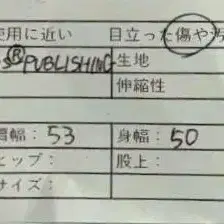 使用に近い 目立った傷や汚
S®PUBLISHING 生地
伸縮性
肩幅: 53 身幅: 50
ヒップ: 股上:
サイズ: